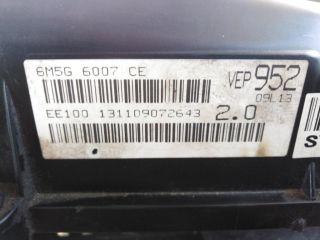 6M5G 6007 CE
VEP 952
09L13
EE100 131109072643 2.0
S